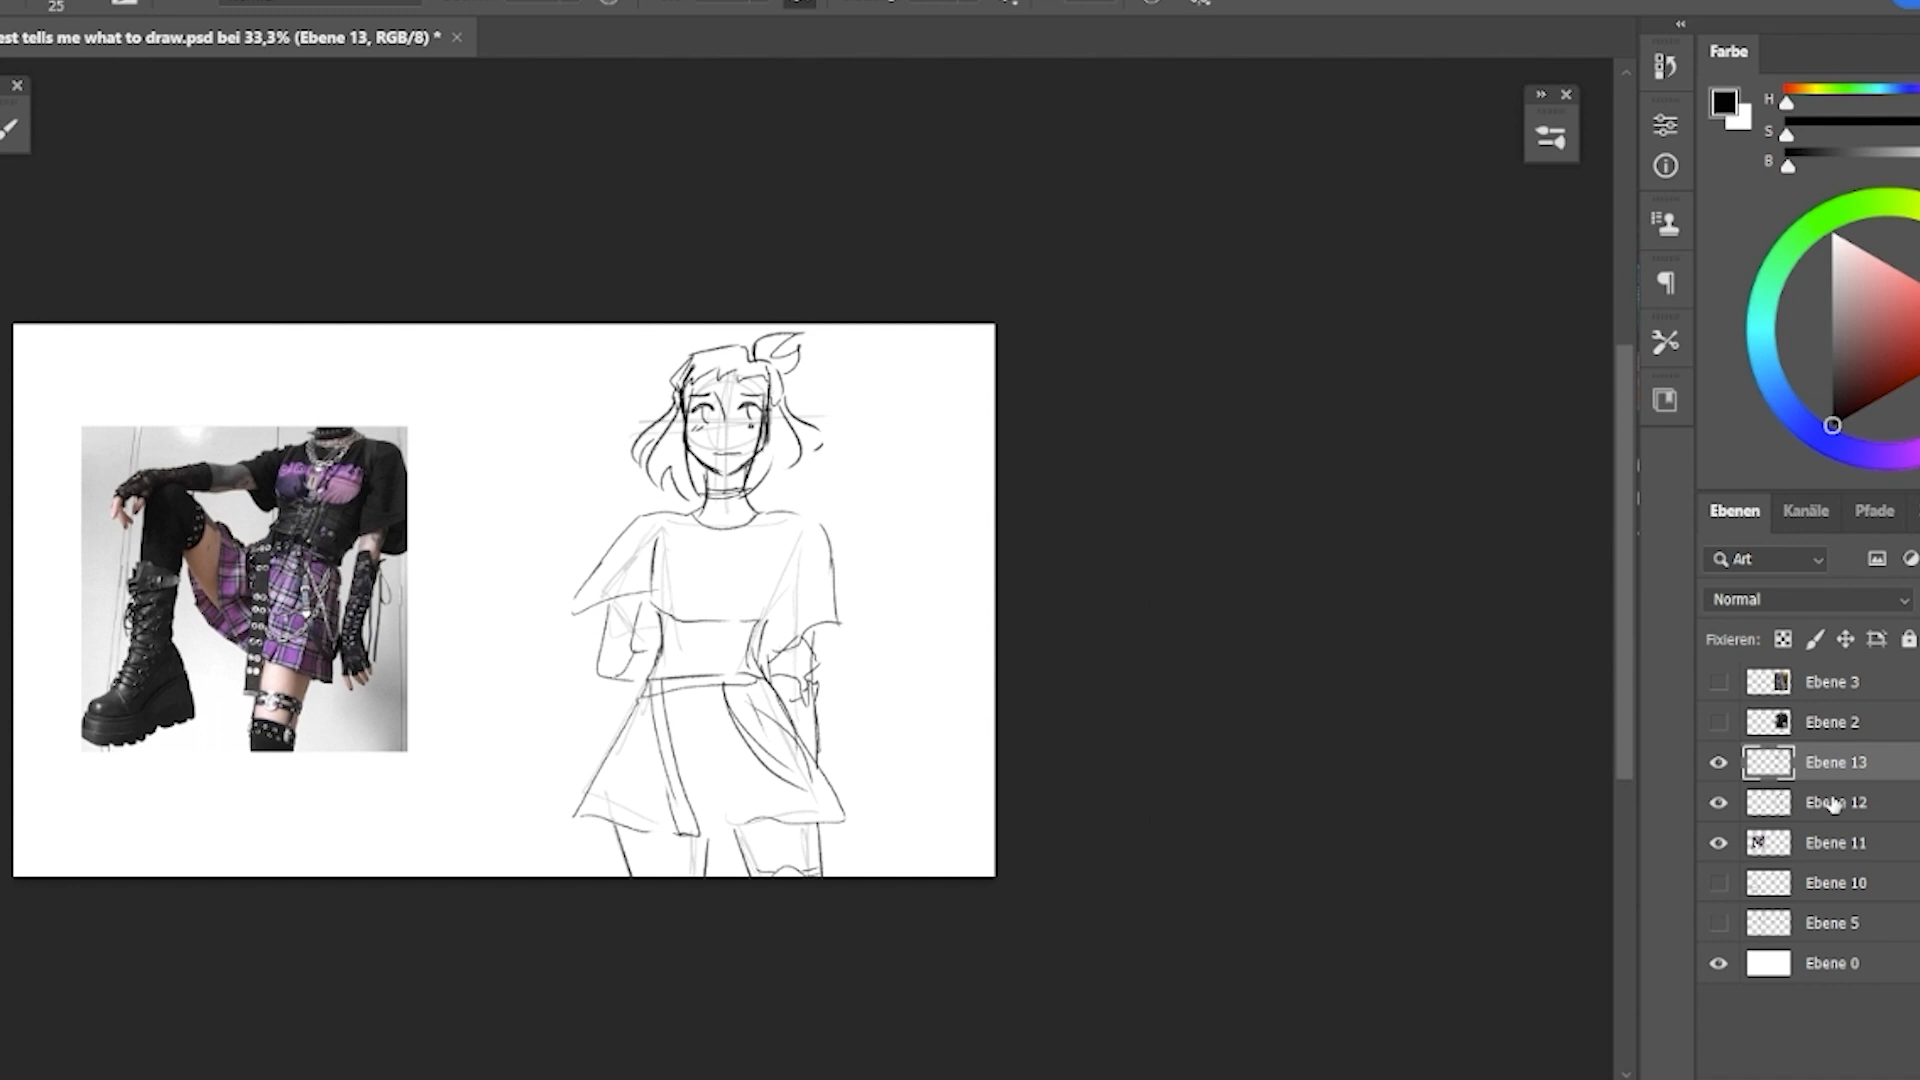 25
est tells me what to draw.psd bei 33,3% (Ebene 13, RGB/8) *
Farbe
H
S
B
Ebenen Kanäle Pfade
Art
Normal
Fixieren:
Ebene 3
Ebene 2
Ebene 13
Ebene 12
Ebene 11
Ebene 10
Ebene 5
Ebene 0